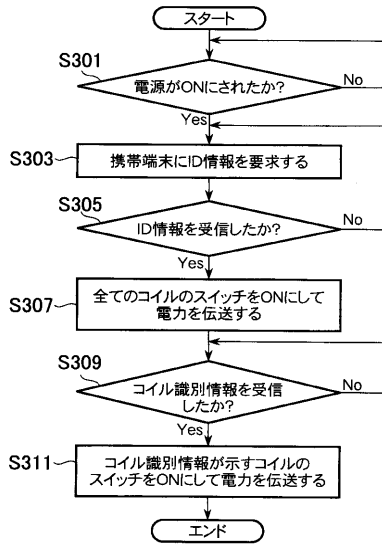 スタート
S301
電源がONにされたか?
No
Yes
S303
携帯端末にID情報を要求する
S305
ID情報を受信したか?
No
Yes
S307
全てのコイルのスイッチをONにして
電力を伝送する
S309
コイル識別情報を受信
したか?
No
Yes
S311
コイル識別情報が示すコイルの
スイッチをONにして電力を伝送する
エンド